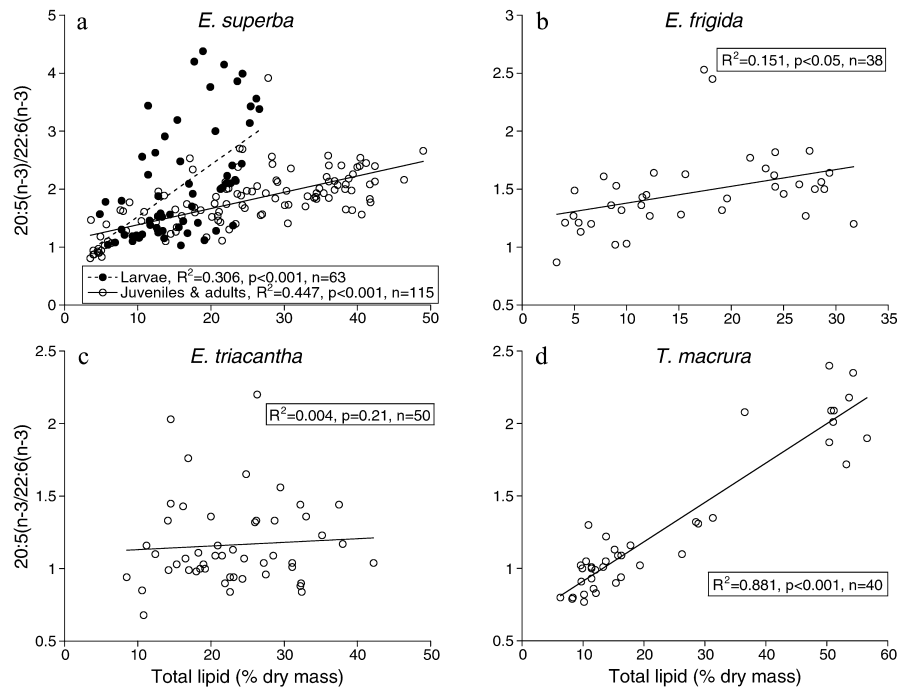 a
E. superba
20:5(n-3)/22:6(n-3)
5
4
3
2
1
0
Larvae, R2=0.306, p<0.001, n=63
Juveniles & adults, R2=0.447, p<0.001, n=115
0 10 20 30 40 50
b
E. frigida
R2=0.151, p<0.05, n=38
3
2.5
2
1.5
1
0.5
0 5 10 15 20 25 30 35
c
E. triacantha
20:5(n-3/22:6(n-3)
R2=0.004, p=0.21, n=50
2.5
2
1.5
1
0.5
0 10 20 30 40 50
Total lipid (% dry mass)
d
T. macrura
2.5
2
1.5
1
0.5
R2=0.881, p<0.001, n=40
0 10 20 30 40 50 60
Total lipid (% dry mass)